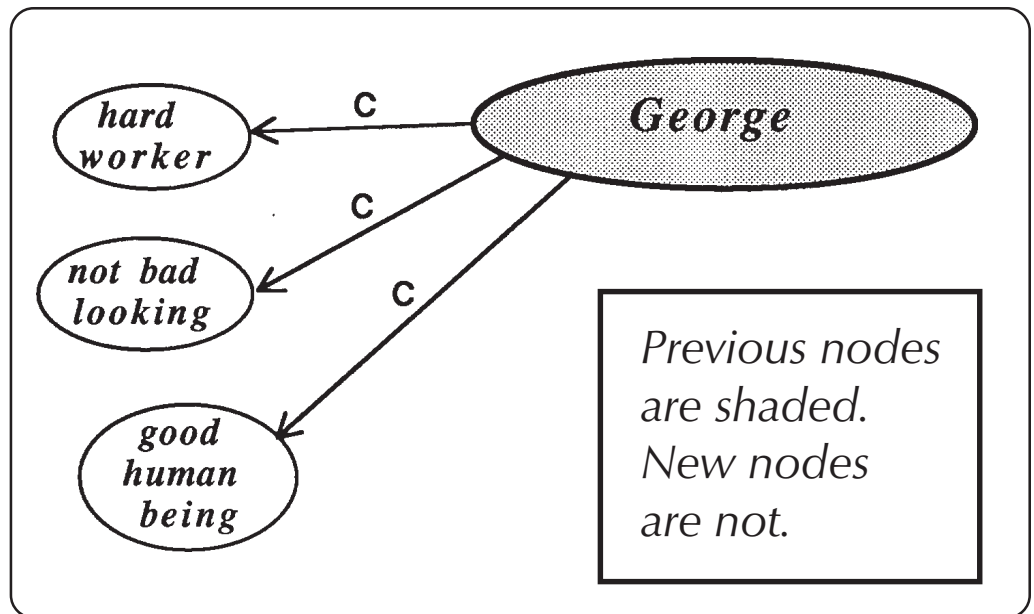 George
C
hard
worker
C
not bad
looking
C
good
human
being
Previous nodes
are shaded.
New nodes
are not.